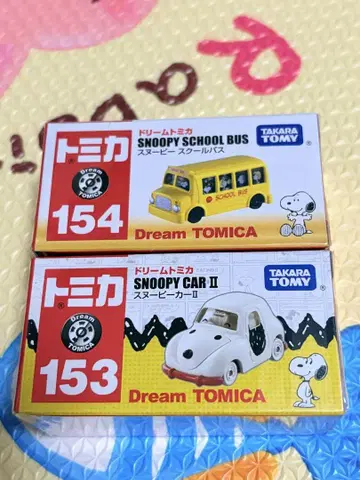 トミカ
Dream
TOMICA
154
ドリームトミカ
SNOOPY SCHOOL BUS
スヌーピー スクールバス
TAKARA
TOMY
SCHOOL BUS
Dream TOMICA
トミカ
Dream
TOMICA
153
ドリームトミカ
SNOOPY CAR II
スヌーピーカーII
TAKARA
TOMY
Dream TOMICA